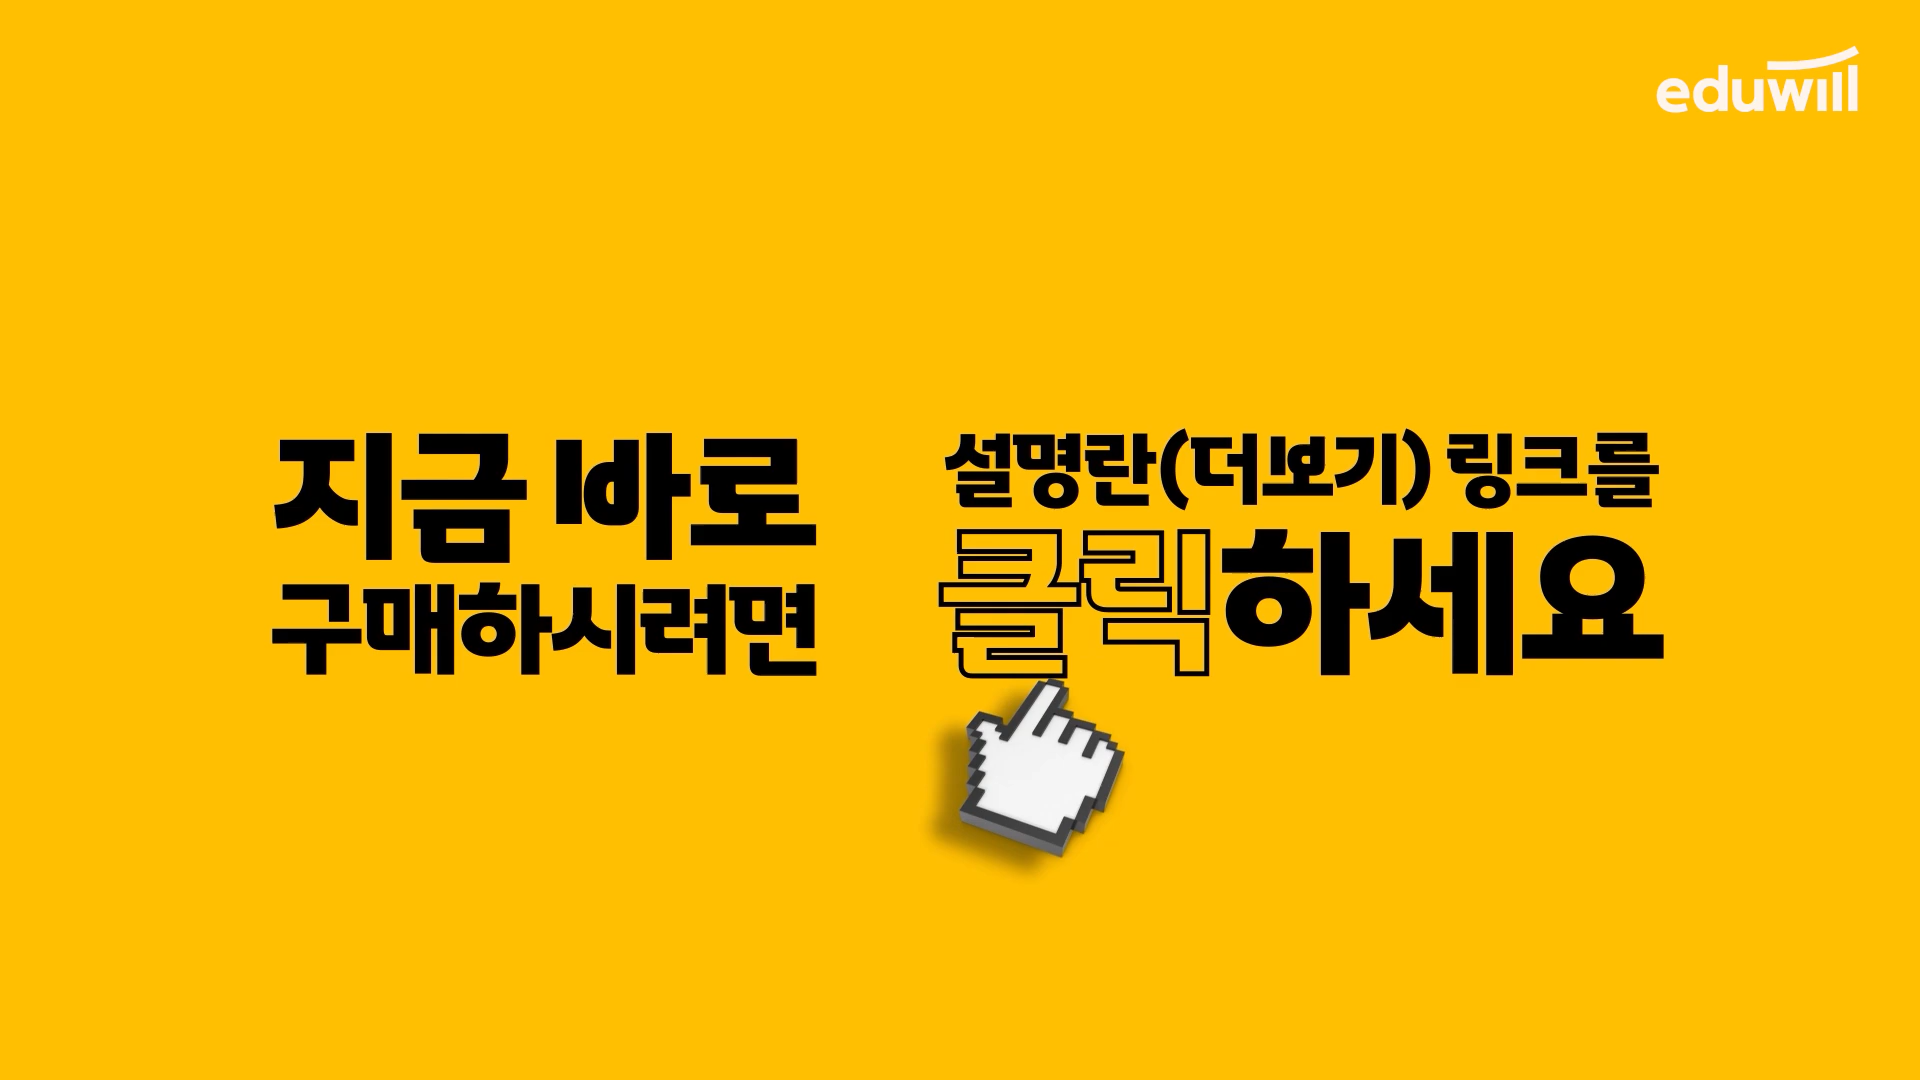 eduwill
지금 바로
구매하시려면
설명란(더보기) 링크를
클릭하세요